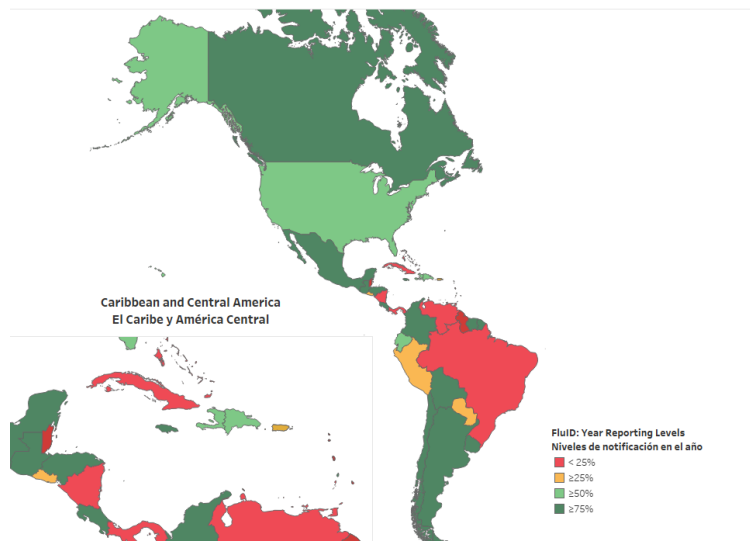 Caribbean and Central America
El Caribe y América Central
FluID: Year Reporting Levels
Niveles de notificación en el año
< 25%
≥25%
≥50%
≥75%